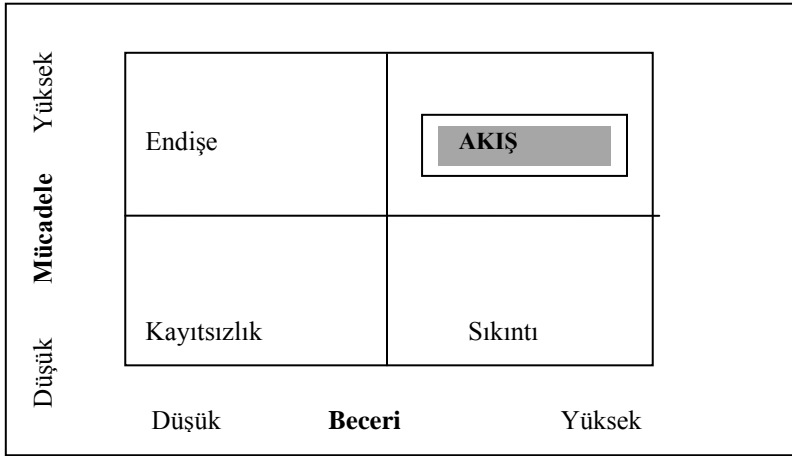 Yüksek
Endişe
AKIŞ
Mücadele
Kayıtsızlık
Sıkıntı
Düşük
Düşük
Beceri
Yüksek